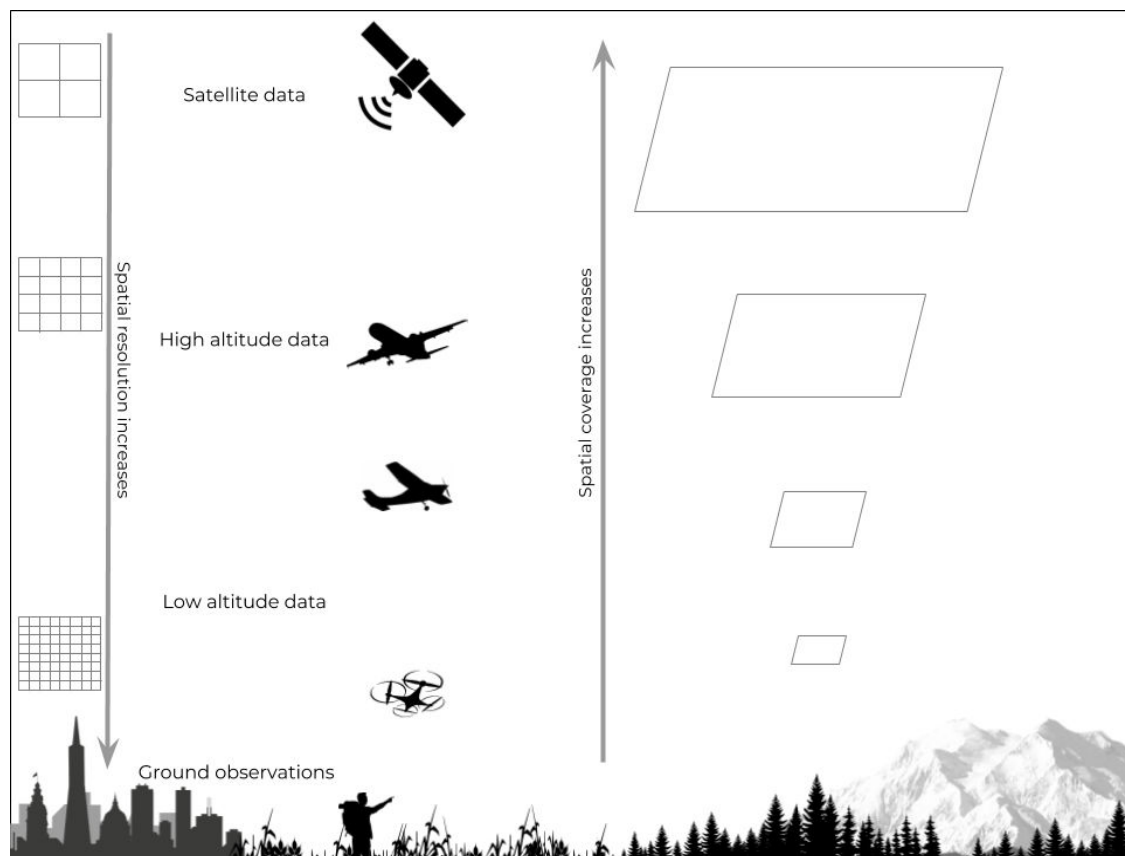 Satellite data
Spatial resolution increases
High altitude data
Spatial coverage increases
Low altitude data
Ground observations